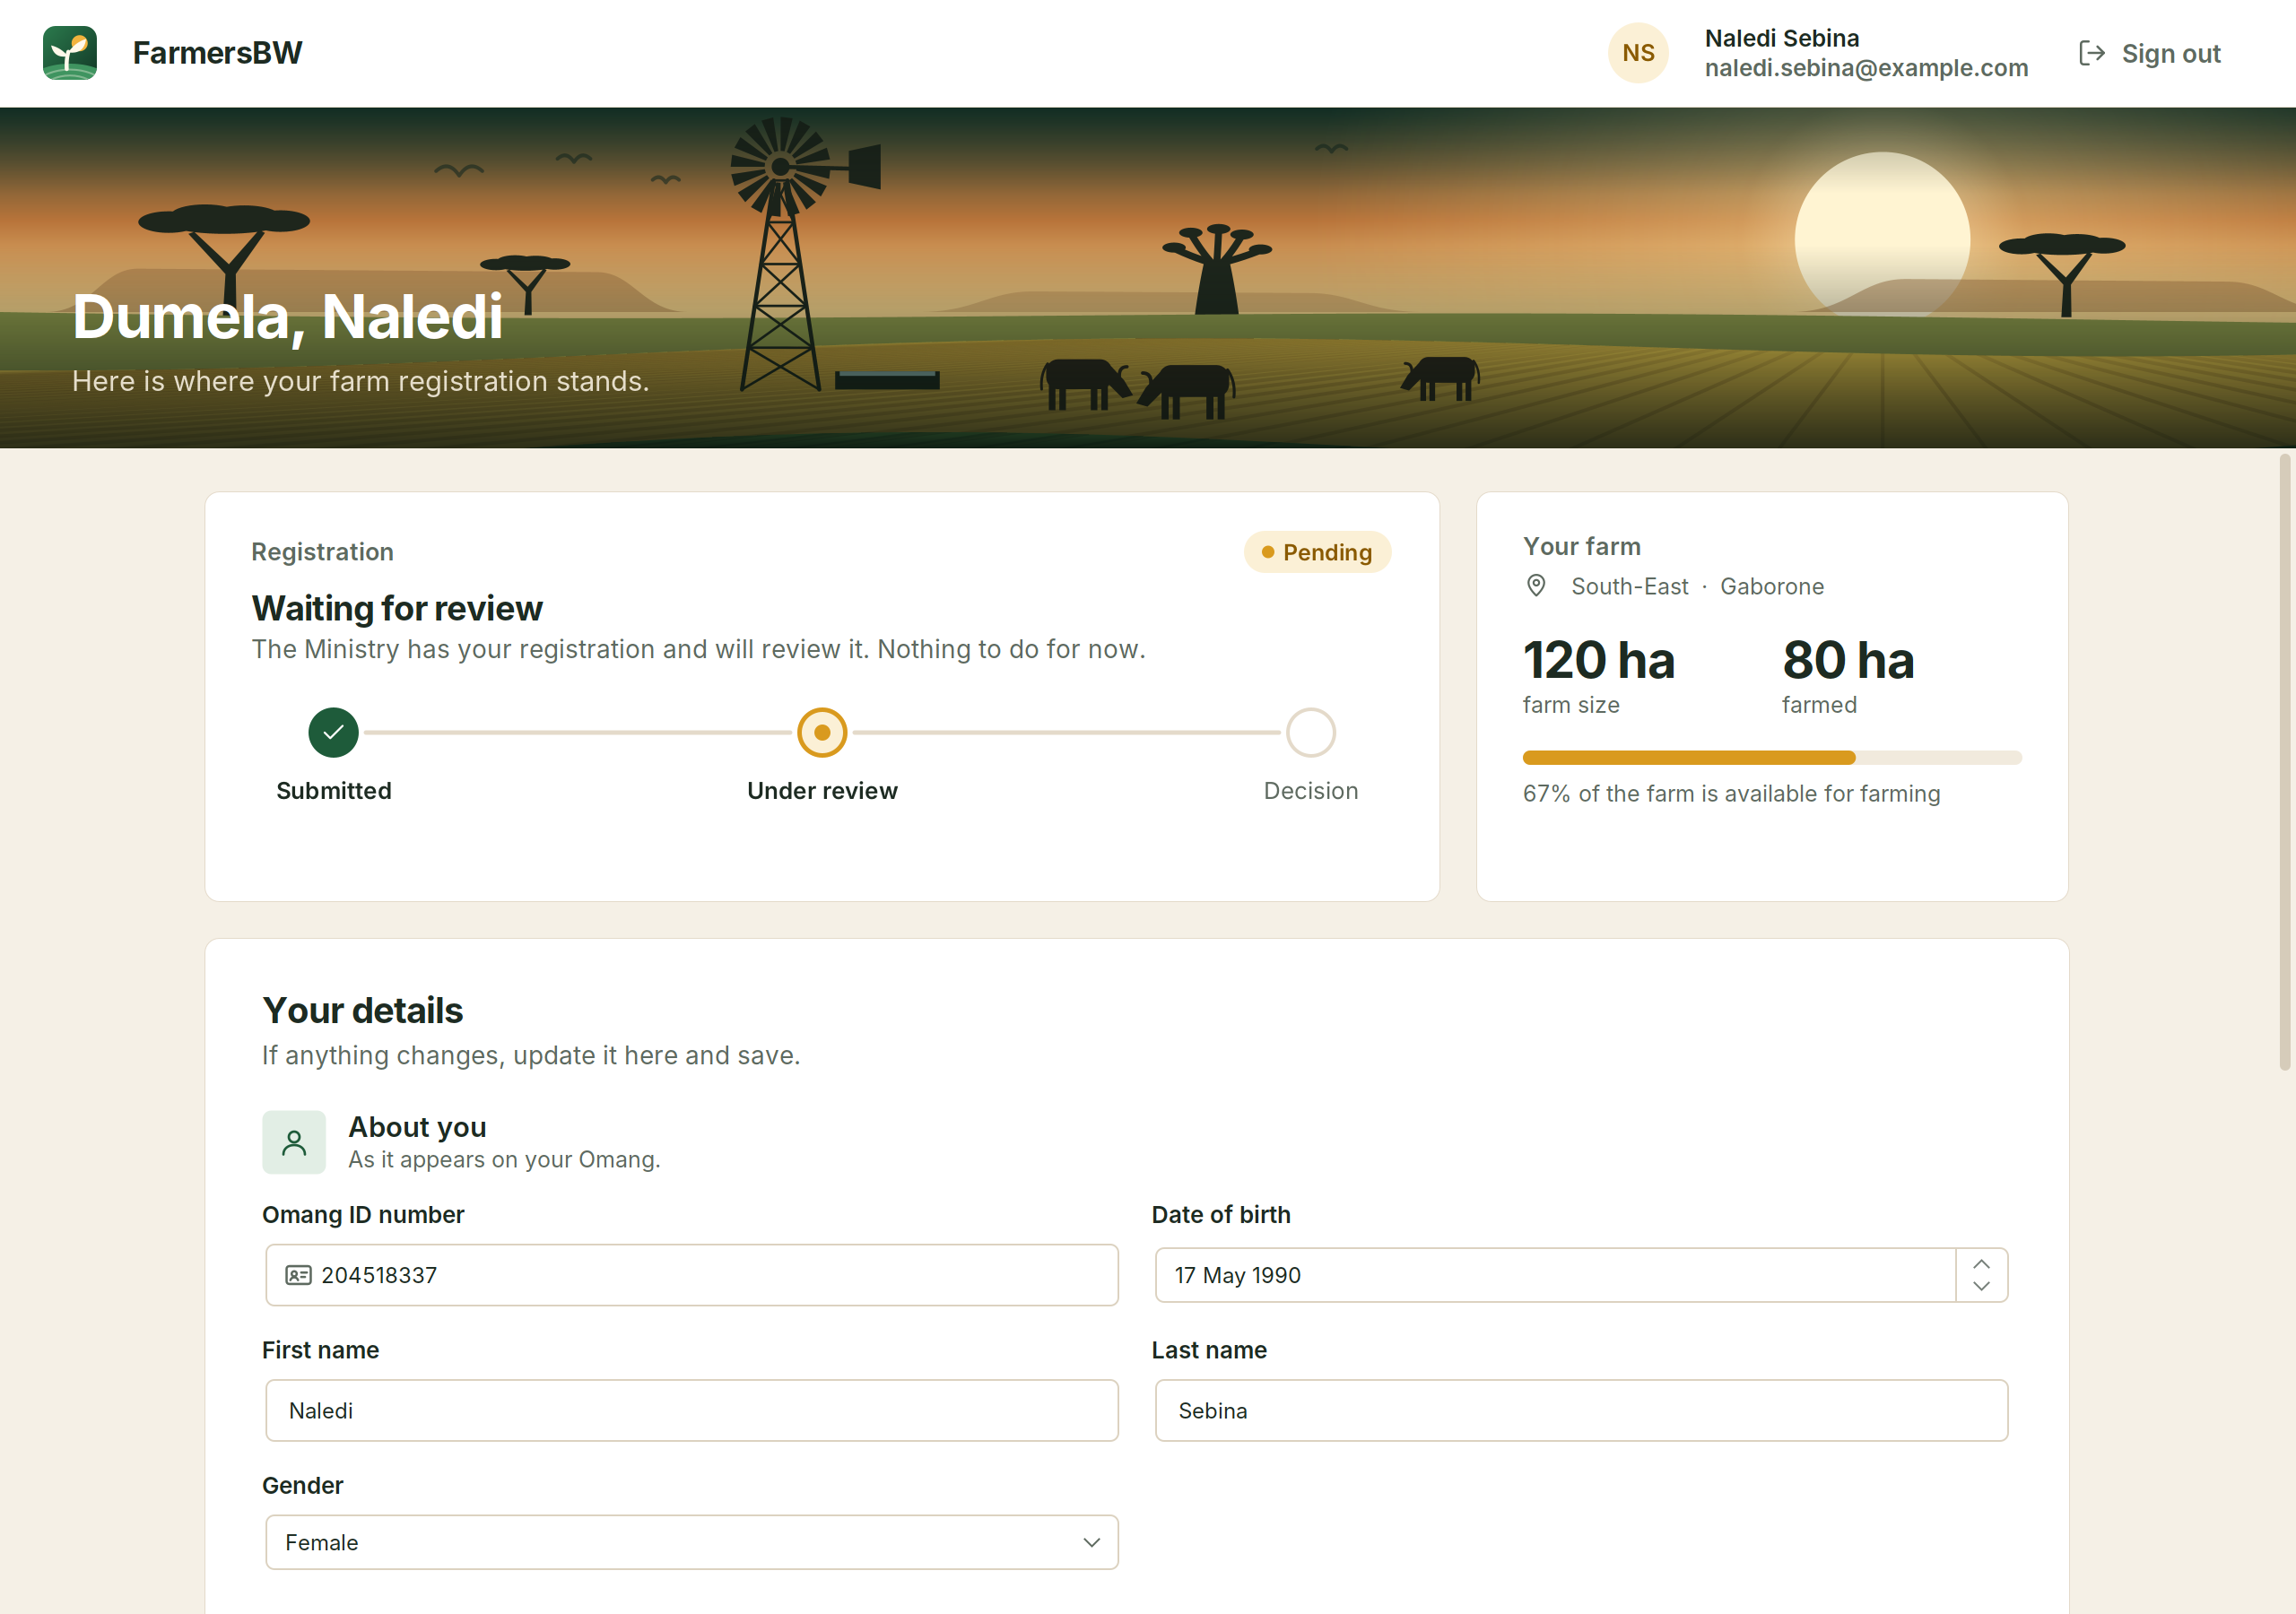 FarmersBW
NS
Naledi Sebina
naledi.sebina@example.com
Sign out
Dumela, Naledi
Here is where your farm registration stands.
Registration
Pending
Waiting for review
The Ministry has your registration and will review it. Nothing to do for now.
Submitted
Under review
Decision
Your farm
South-East · Gaborone
120 ha
80 ha
farm size
farmed
67% of the farm is available for farming
Your details
If anything changes, update it here and save.
About you
As it appears on your Omang.
Omang ID number
Date of birth
204518337
17 May 1990
First name
Last name
Naledi
Sebina
Gender
Female